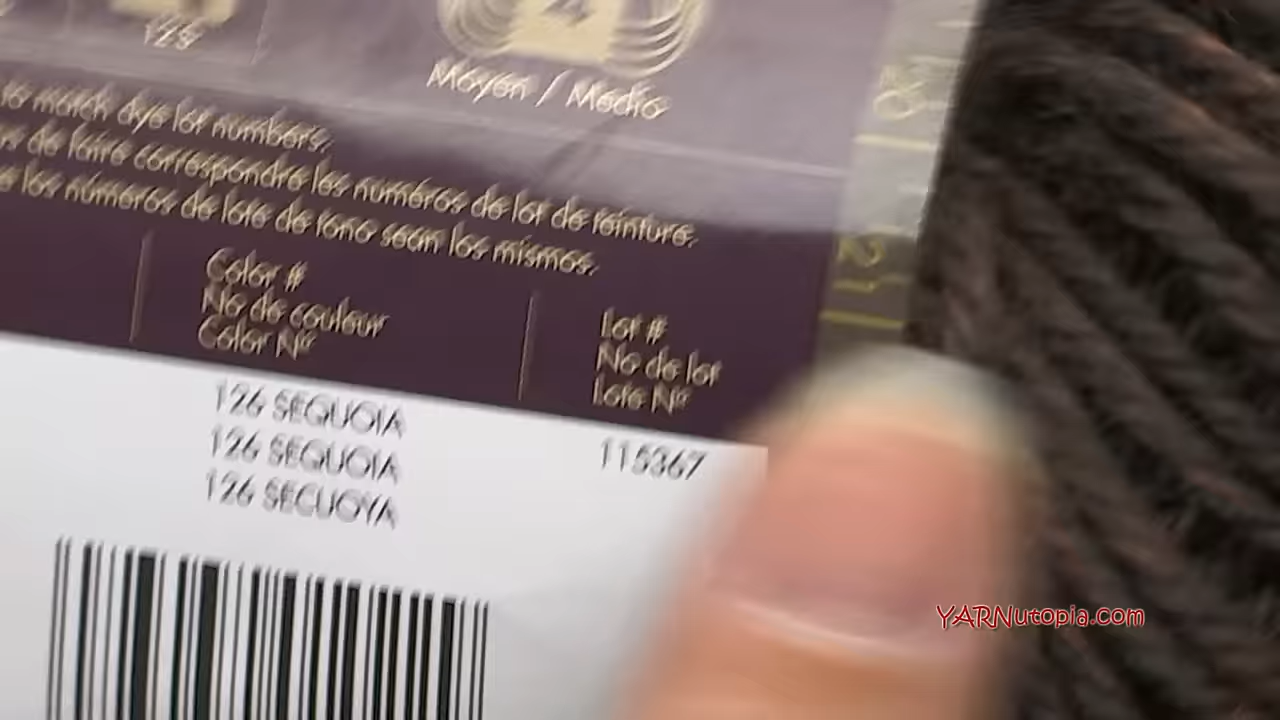 4
Moyen / Medio
to match dye lot numbers.
de faire correspondre les numéros de lot de teinture.
los números de lote de tono sean los mismos.
Color #
No de couleur
Color Nº
Lot #
No de lot
Lote Nº
126 SEQUOIA
126 SEQUOIA
126 SECUOYA
115367
YARNutopia.com